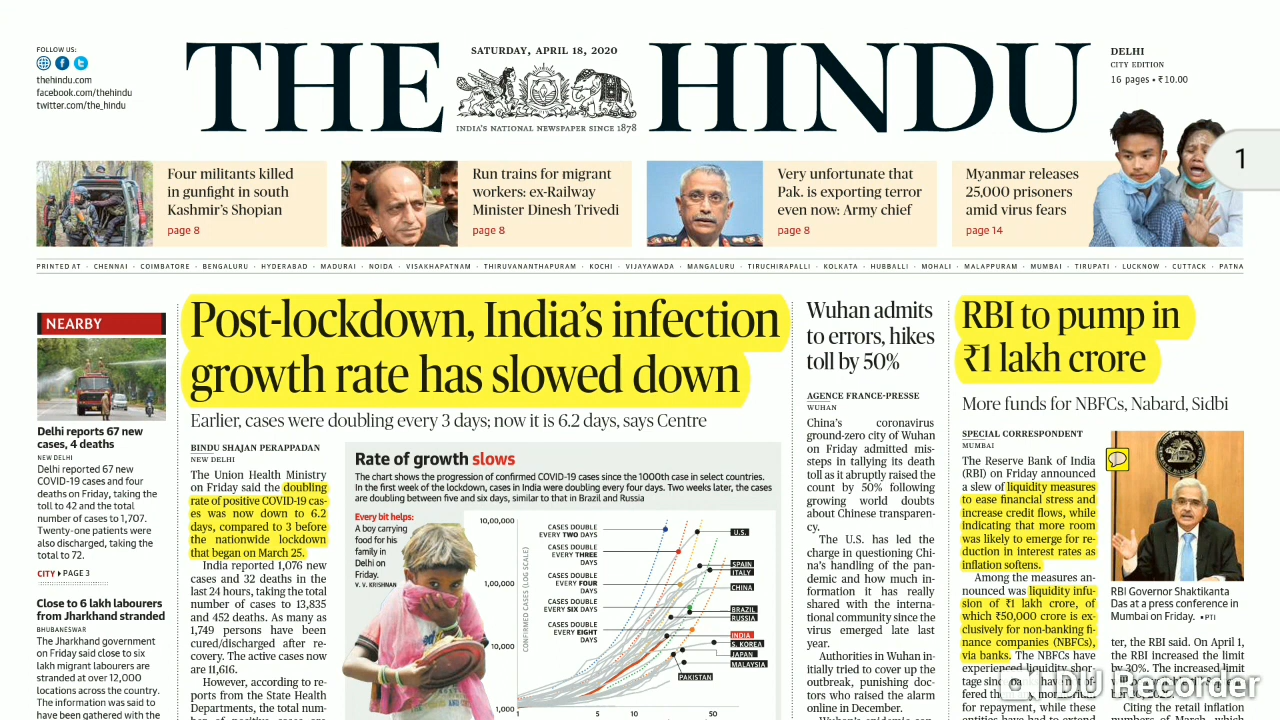 FOLLOW US:
thehindu.com
facebook.com/thehindu
twitter.com/the_hindu
THE HINDU
SATURDAY, APRIL 18, 2020
INDIA'S NATIONAL NEWSPAPER SINCE 1878
DELHI
CITY EDITION
16 pages • ₹10.00
1
Four militants killed
in gunfight in south
Kashmir's Shopian
page 8
Run trains for migrant
workers: ex-Railway
Minister Dinesh Trivedi
page 8
Very unfortunate that
Pak. is exporting terror
even now: Army chief
page 8
Myanmar releases
25,000 prisoners
amid virus fears
page 14
PRINTED AT · CHENNAI · COIMBATORE · BENGALURU · HYDERABAD · MADURAI · NOIDA · VISAKHAPATNAM · THIRUVANANTHAPURAM · KOCHI · VIJAYAWADA · MANGALURU · TIRUCHIRAPALLI · KOLKATA · HUBBALLI · MOHALI · MALAPPURAM · MUMBAI · TIRUPATI · LUCKNOW · CUTTACK · PATNA
NEARBY
Delhi reports 67 new
cases, 4 deaths
NEW DELHI
Delhi reported 67 new
COVID-19 cases and four
deaths on Friday, taking the
toll to 42 and the total
number of cases to 1,707.
Twenty-one patients were
also discharged, taking the
total to 72.
CITY PAGE 3
Close to 6 lakh labourers
from Jharkhand stranded
BHUBANESWAR
The Jharkhand government
on Friday said close to six
lakh migrant labourers are
stranded at over 12,000
locations across the country.
The information was said to
have been gathered with the
Post-lockdown, India's infection
growth rate has slowed down
Earlier, cases were doubling every 3 days; now it is 6.2 days, says Centre
BINDU SHAJAN PERAPPADAN
NEW DELHI
The Union Health Ministry
on Friday said the doubling
rate of positive COVID-19 cas-
es was now down to 6.2
days, compared to 3 before
the nationwide lockdown
that began on March 25.
India reported 1,076 new
cases and 32 deaths in the
last 24 hours, taking the total
number of cases to 13,835
and 452 deaths. As many as
1,749 persons have been
cured/discharged after re-
covery. The active cases now
are 11,616.
However, according to re-
ports from the State Health
Departments, the total num-
ber of positive cases are
Rate of growth slows
The chart shows the progression of confirmed COVID-19 cases since the 1000th case in select countries.
In the first week of the lockdown, cases in India were doubling every four days. Two weeks later, the cases
are doubling between five and six days, similar to that in Brazil and Russia
Every bit helps:
A boy carrying
food for his
family in
Delhi on
Friday.
V. V. KRISHNAN
CONFIRMED CASES (LOG SCALE)
10,00,000
1,00,000
10,000
1,000
CASES DOUBLE
EVERY TWO DAYS
CASES DOUBLE
EVERY THREE
DAYS
CASES DOUBLE
EVERY FOUR
DAYS
CASES DOUBLE
EVERY SIX DAYS
CASES DOUBLE
EVERY EIGHT
DAYS
U.S.
SPAIN
ITALY
CHINA
BRAZIL
RUSSIA
INDIA
S. KOREA
JAPAN
MALAYSIA
PAKISTAN
1
5
10
50
Wuhan admits
to errors, hikes
toll by 50%
AGENCE FRANCE-PRESSE
WUHAN
China's coronavirus
ground-zero city of Wuhan
on Friday admitted mis-
steps in tallying its death
toll as it abruptly raised the
count by 50% following
growing world doubts
about Chinese transparen-
cy.
The U.S. has led the
charge in questioning Chi-
na's handling of the pan-
demic and how much in-
formation it has really
shared with the interna-
tional community since the
virus emerged late last
year.
Authorities in Wuhan in-
itially tried to cover up the
outbreak, punishing doc-
tors who raised the alarm
online in December.
RBI to pump in
₹1 lakh crore
More funds for NBFCs, Nabard, Sidbi
SPECIAL CORRESPONDENT
MUMBAI
The Reserve Bank of India
(RBI) on Friday announced
a slew of liquidity measures
to ease financial stress and
increase credit flows, while
indicating that more room
was likely to emerge for re-
duction in interest rates as
inflation softens.
Among the measures an-
nounced was liquidity infu-
sion of ₹1 lakh crore, of
which ₹50,000 crore is ex-
clusively for non-banking fi-
nance companies (NBFCs),
via banks. The NBFCs have
experienced liquidity shor-
RBI Governor Shaktikanta
Das at a press conference in
Mumbai on Friday. • PTI
ter, the RBI said. On April 1,
the RBI increased the limit
by 30%. The increased limit
Citing the retail inflation
DU Recorder